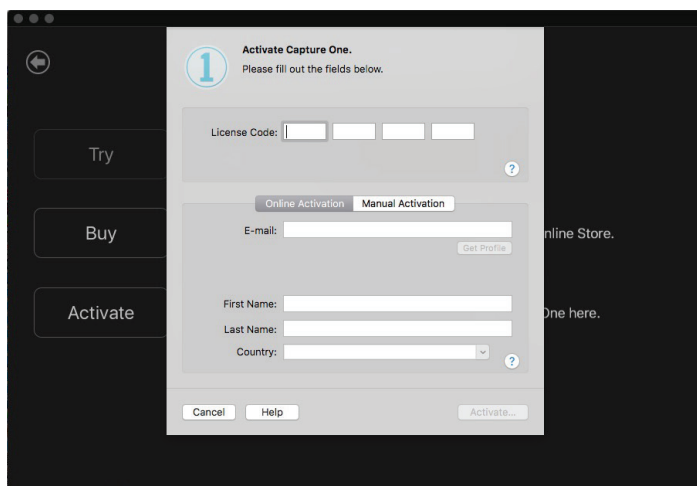 Activate Capture One.
Please fill out the fields below.
1
License Code:
?
Try
Online Activation Manual Activation
Buy
E-mail:
nline Store.
Get Profile
Activate
First Name:
One here.
Last Name:
Country:
?
Cancel Help Activate...